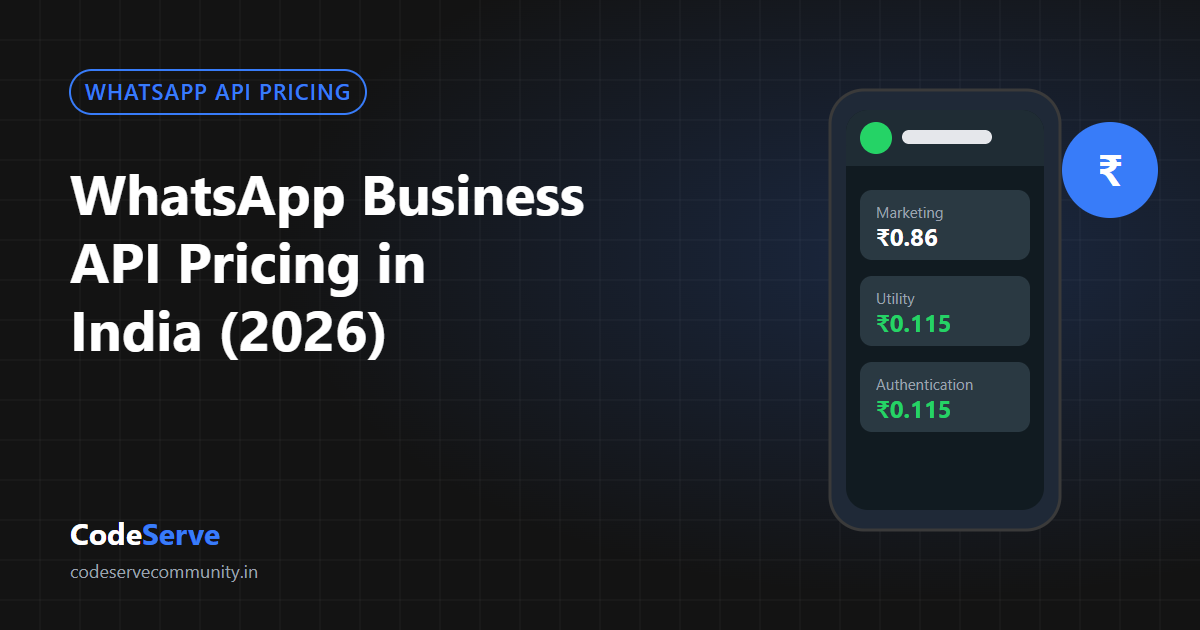 WHATSAPP API PRICING
WhatsApp Business
API Pricing in
India (2026)
CodeServe
codeservecommunity.in
₹
Marketing
₹0.86
Utility
₹0.115
Authentication
₹0.115